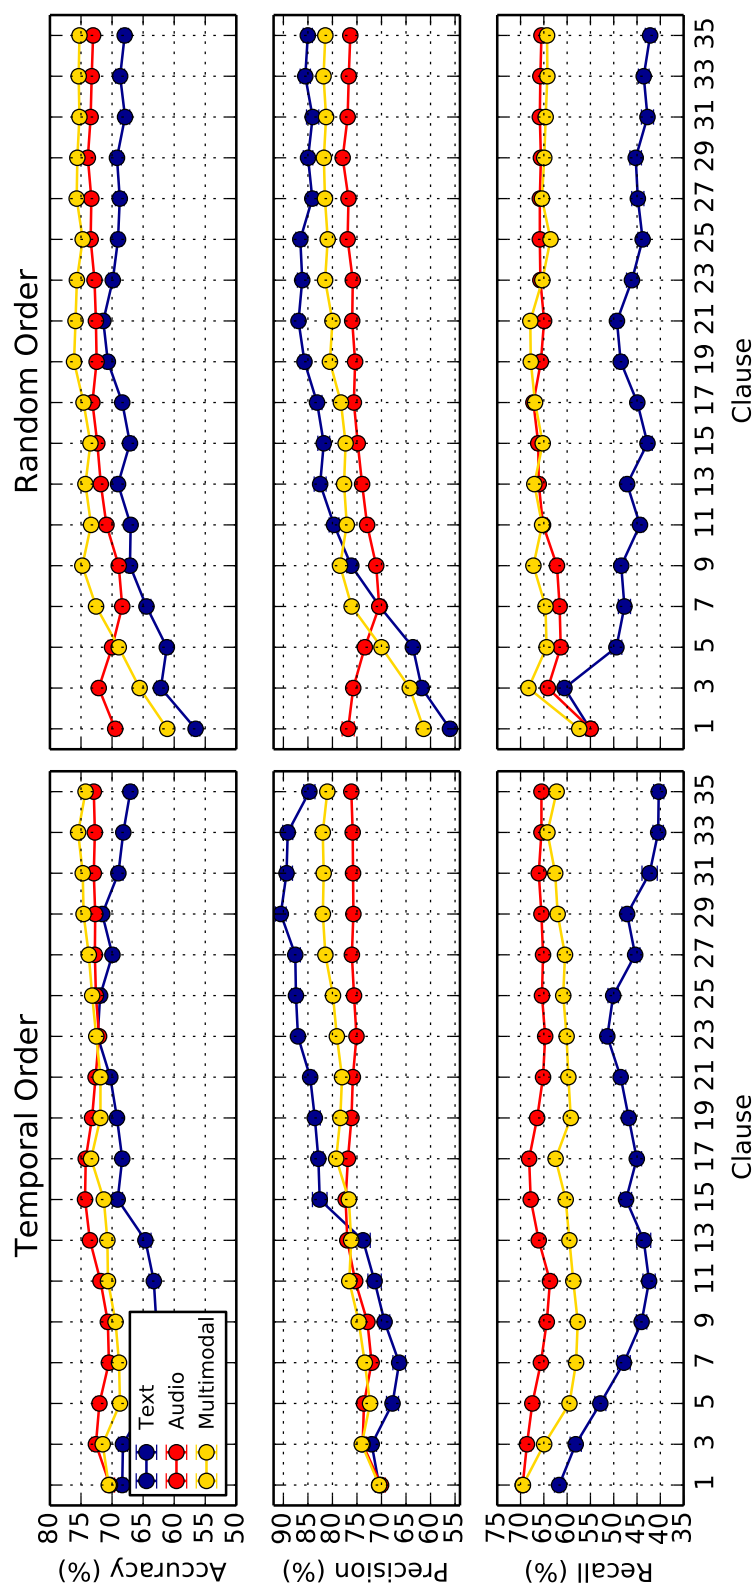 Temporal Order
Random Order
Accuracy (%)
80
75
70
65
60
55
50
Text
Audio
Multimodal
Precision (%)
90
85
80
75
70
65
60
55
Recall (%)
75
70
65
60
55
50
45
40
35
1 3 5 7 9 11 13 15 17 19 21 23 25 27 29 31 33 35
1 3 5 7 9 11 13 15 17 19 21 23 25 27 29 31 33 35
Clause
Clause